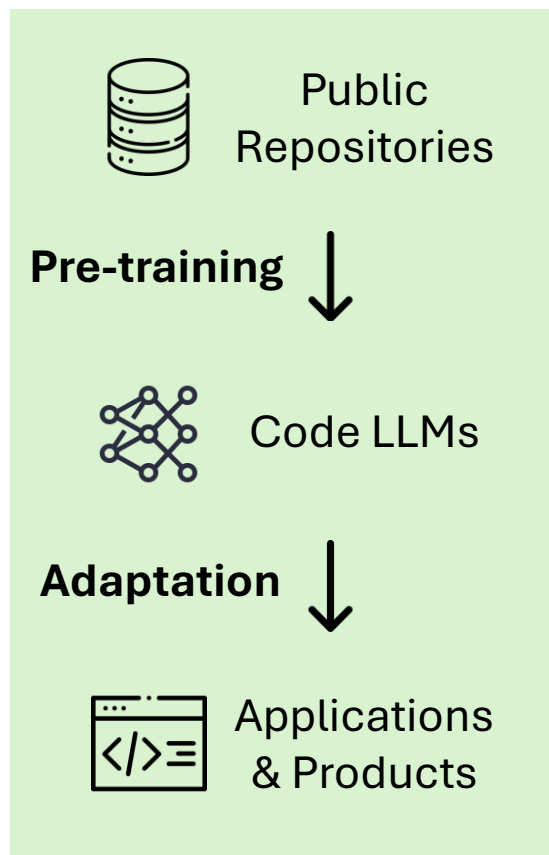 Public
Repositories
Pre-training
Code LLMs
Adaptation
Applications
& Products